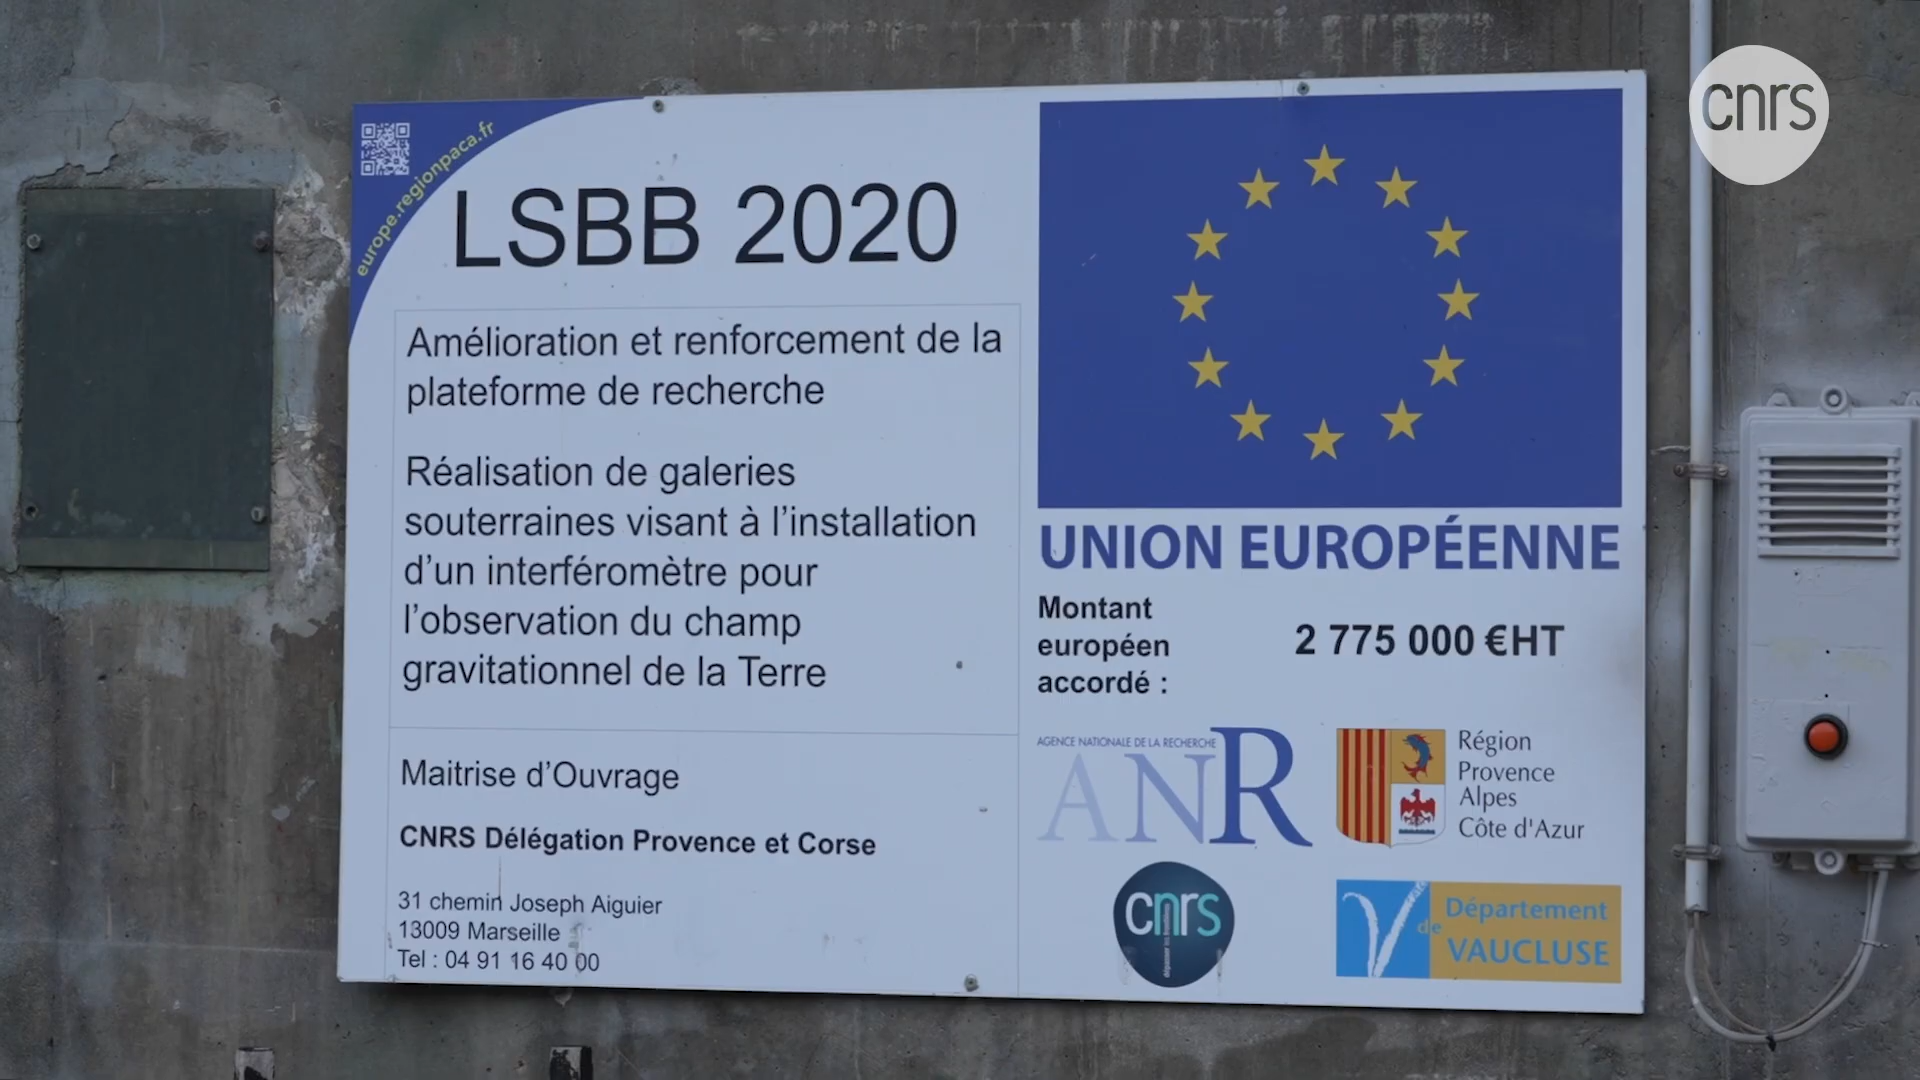 cnrs
europe.regionpaca.fr
LSBB 2020
Amélioration et renforcement de la
plateforme de recherche
Réalisation de galeries
souterraines visant à l'installation
d'un interféromètre pour
l'observation du champ
gravitationnel de la Terre
Maitrise d'Ouvrage
CNRS Délégation Provence et Corse
31 chemin Joseph Aiguier
13009 Marseille
Tel : 04 91 16 40 00
UNION EUROPÉENNE
Montant
européen
accordé :
2 775 000 €HT
AGENCE NATIONALE DE LA RECHERCHE
ANR
Région
Provence
Alpes
Côte d'Azur
cnrs
Département
de
VAUCLUSE